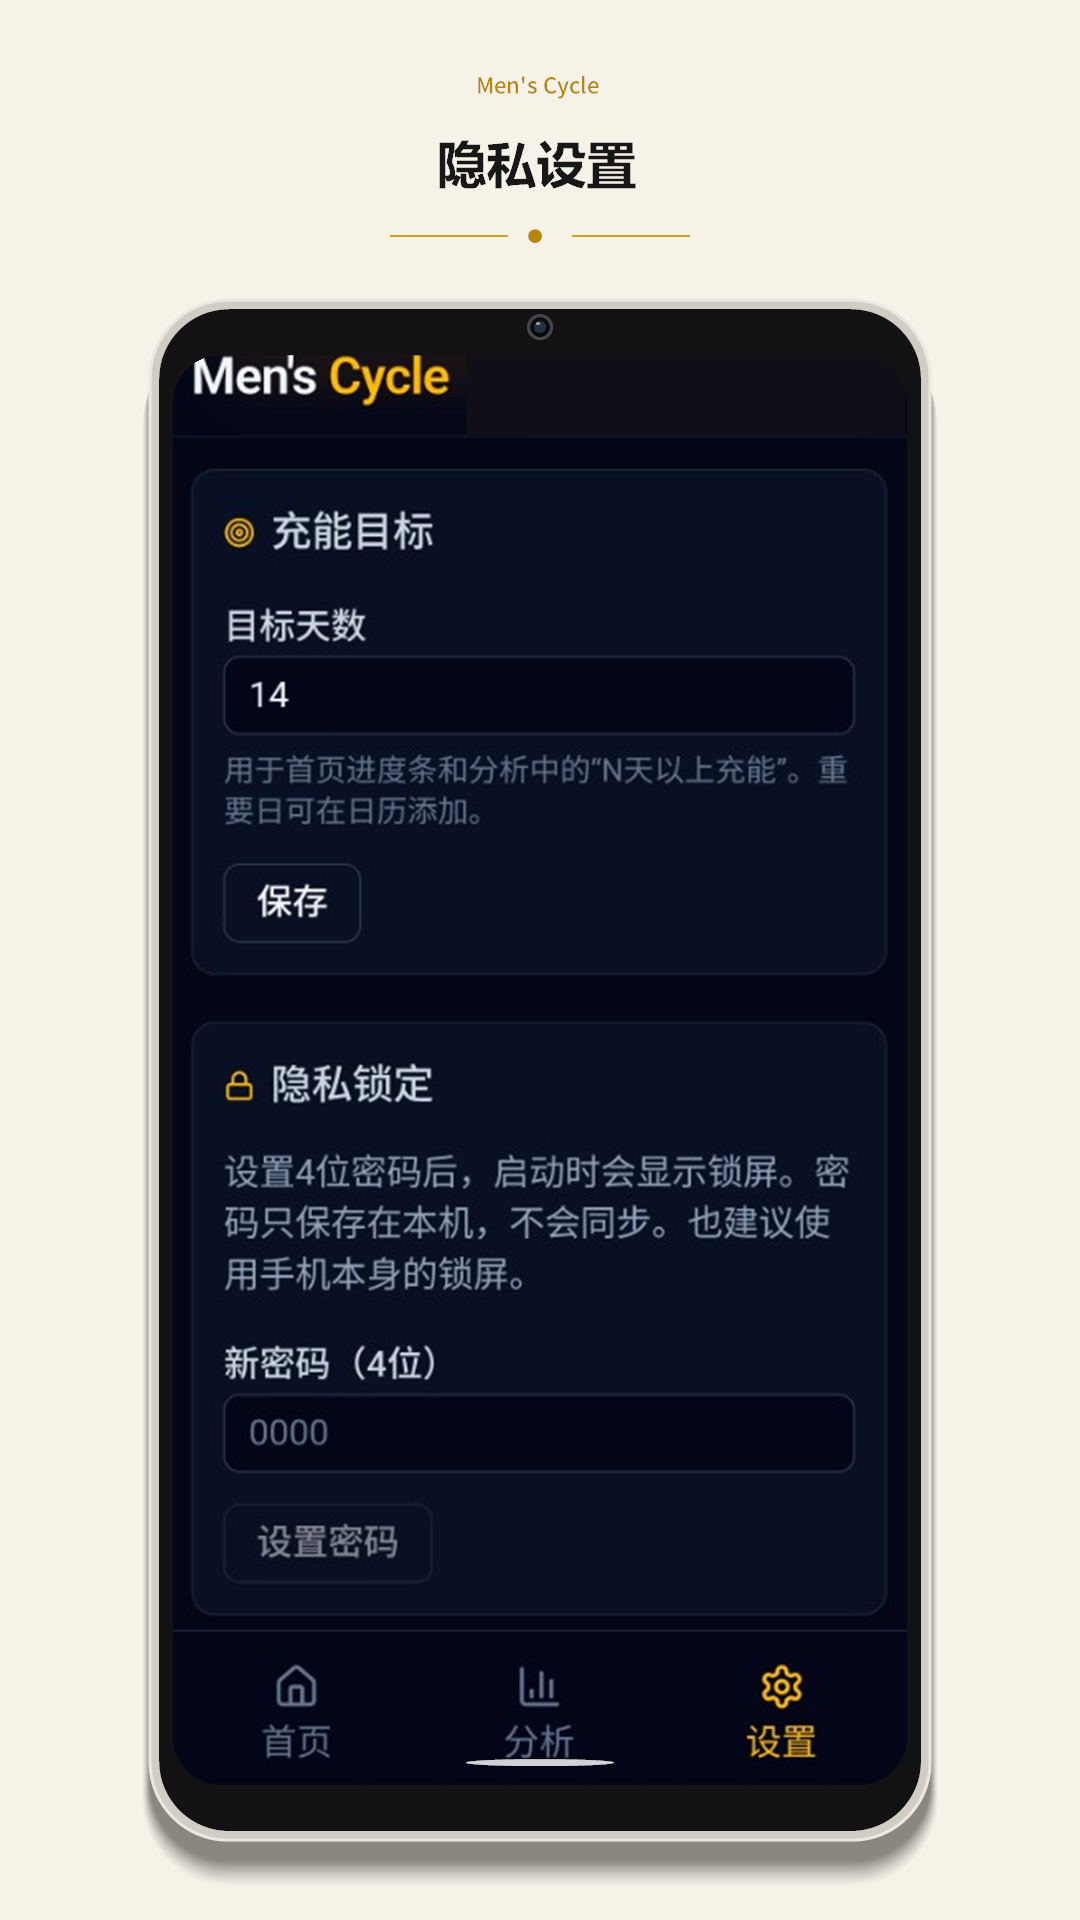 Men's Cycle
隐私设置
Men's Cycle
充能目标
目标天数
14
用于首页进度条和分析中的“N天以上充能”。重
要日可在日历添加。
保存
隐私锁定
设置4位密码后，启动时会显示锁屏。密
码只保存在本机，不会同步。也建议使
用手机本身的锁屏。
新密码（4位）
0000
设置密码
首页
分析
设置